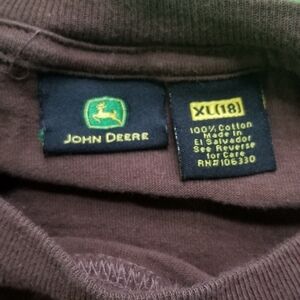 JOHN DEERE
XL(18)
100% Cotton
Made in
El Salvador
See Reverse
for Care
RN#106330